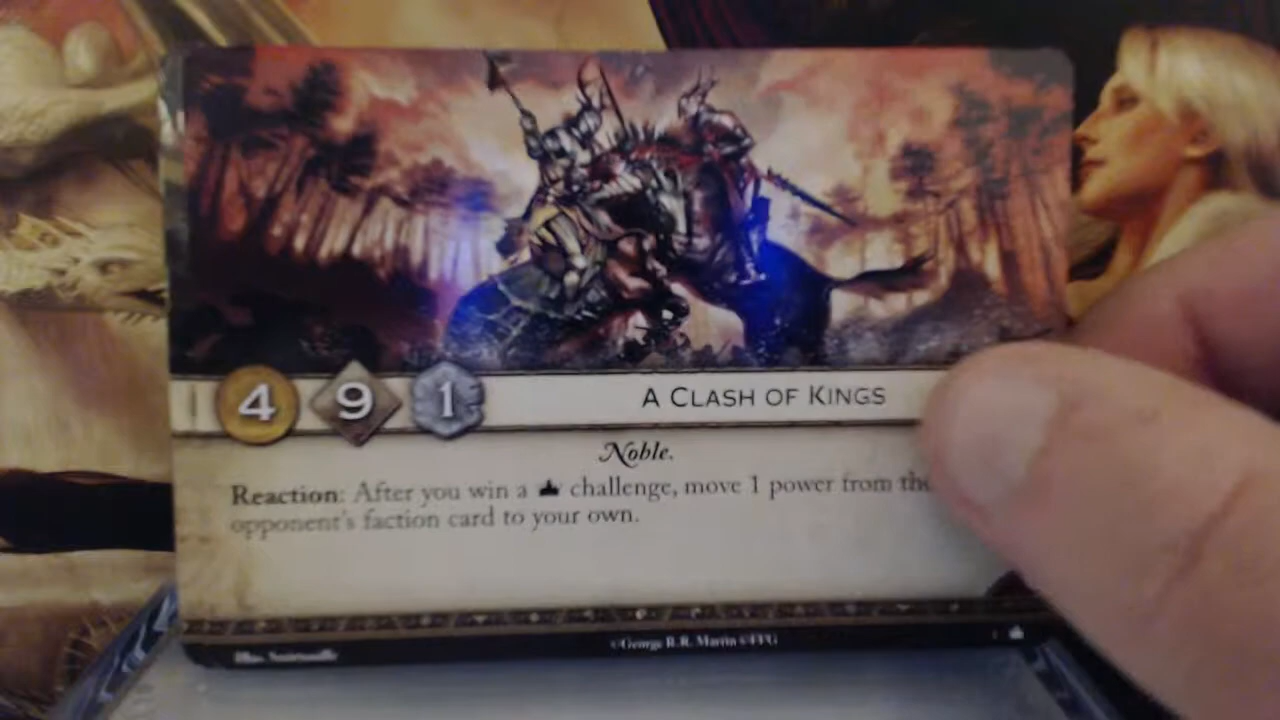 4 9 1 A CLASH OF KINGS
Noble.
Reaction: After you win a challenge, move 1 power from the
opponent's faction card to your own.
©George R.R. Martin ©FFG